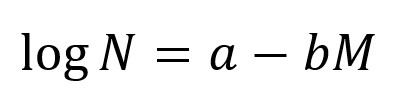 log N = a − bM